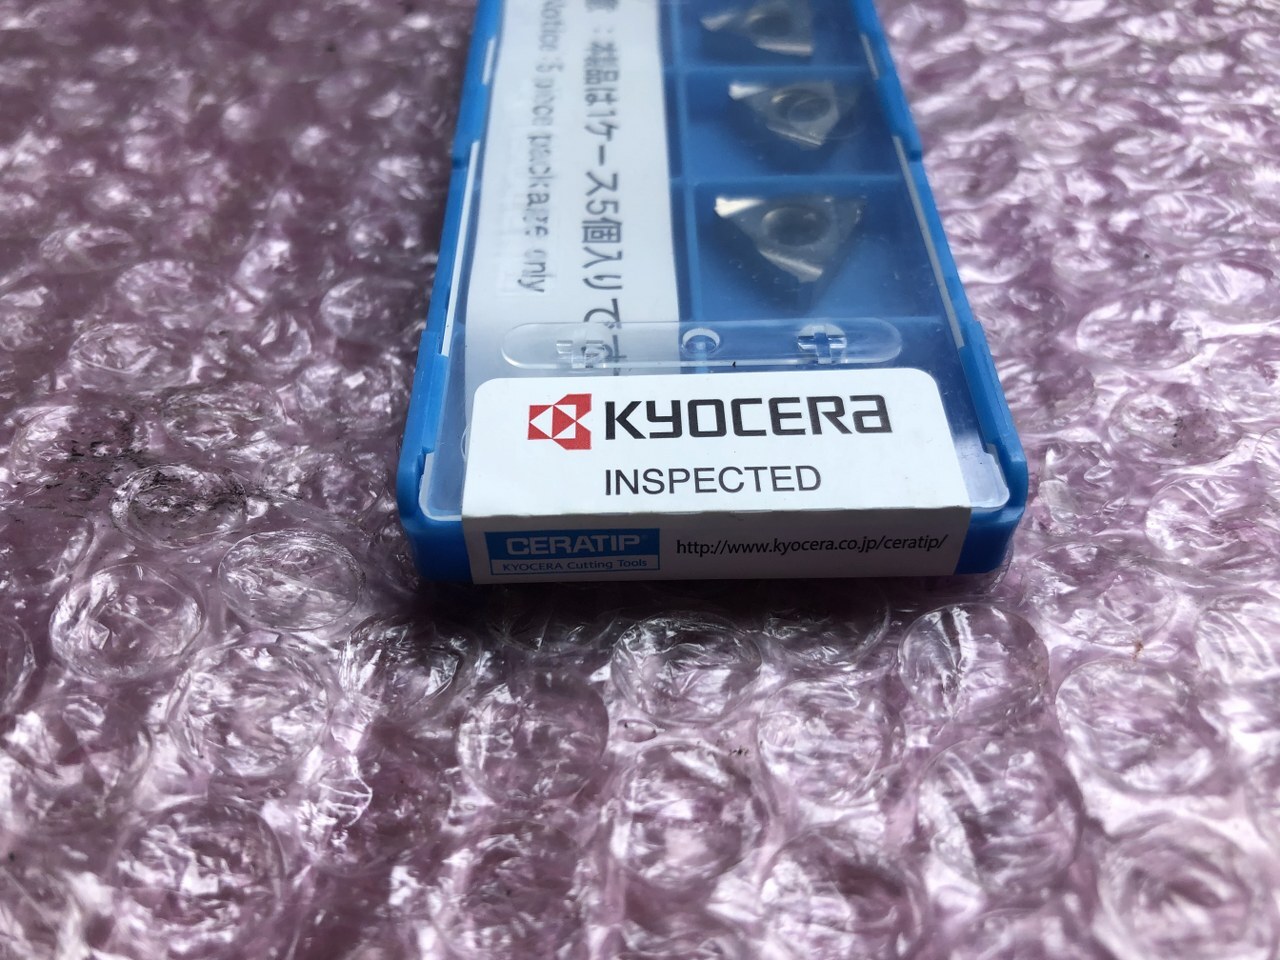 ：本製品は1ケース5個入りです
Notice :5 piece package only
KYOCERA
INSPECTED
CERATIP
KYOCERA Cutting Tools
http://www.kyocera.co.jp/ceratip/